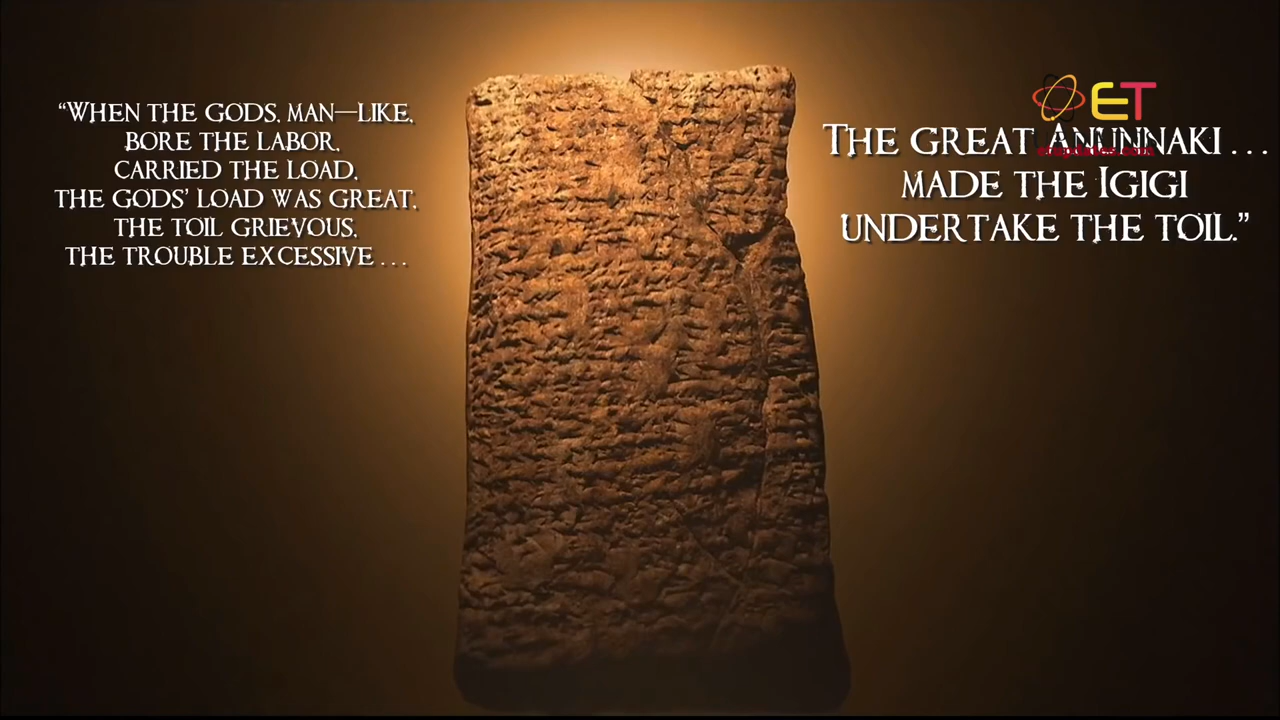 “When the gods, man—like,
bore the labor,
carried the load,
the gods’ load was great,
the toil grievous,
the trouble excessive . . .
ET
The great Anunnaki . . .
made the Igigi
undertake the toil.”